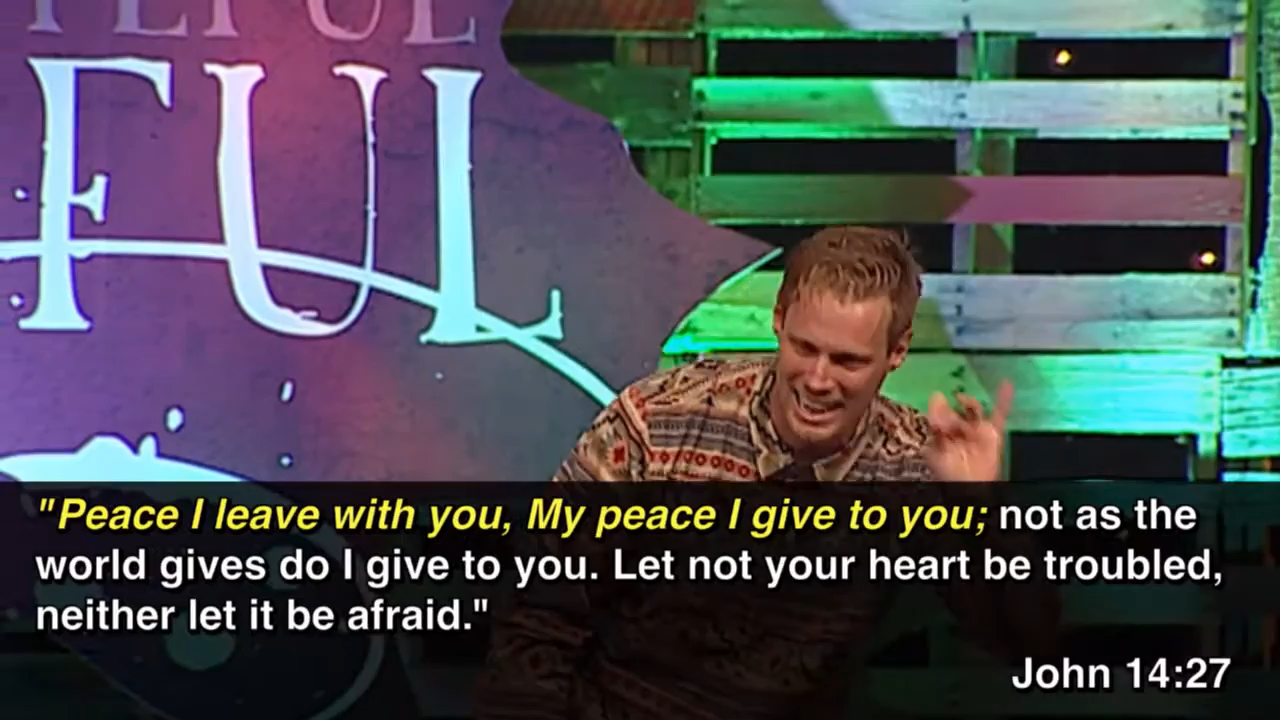 FUL
"Peace I leave with you, My peace I give to you; not as the
world gives do I give to you. Let not your heart be troubled,
neither let it be afraid."
John 14:27